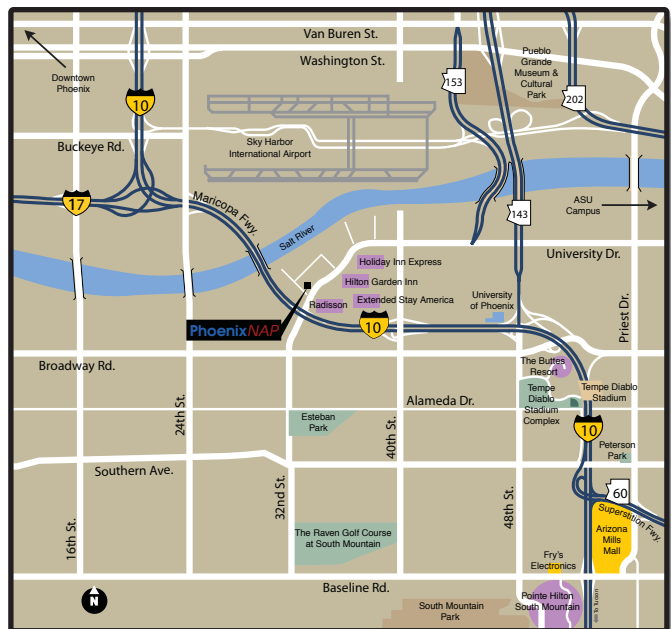 Van Buren St.
Washington St.
Downtown
Phoenix
10
153
Pueblo
Grande
Museum &
Cultural
Park
202
Buckeye Rd.
Sky Harbor
International Airport
17
Maricopa Fwy.
Salt River
143
ASU
Campus
University Dr.
Holiday Inn Express
Hilton Garden Inn
Extended Stay America
Radisson
University
of Phoenix
PhoenixNAP
10
Priest Dr.
Broadway Rd.
The Buttes
Resort
Tempe Diablo
Stadium
Tempe
Diablo
Stadium
Complex
Alameda Dr.
24th St.
Esteban
Park
40th St.
10
Peterson
Park
Southern Ave.
16th St.
32nd St.
48th St.
60
Superstition Fwy.
The Raven Golf Course
at South Mountain
Arizona
Mills
Mall
Fry's
Electronics
Baseline Rd.
N
South Mountain
Park
Pointe Hilton
South Mountain
To Tucson